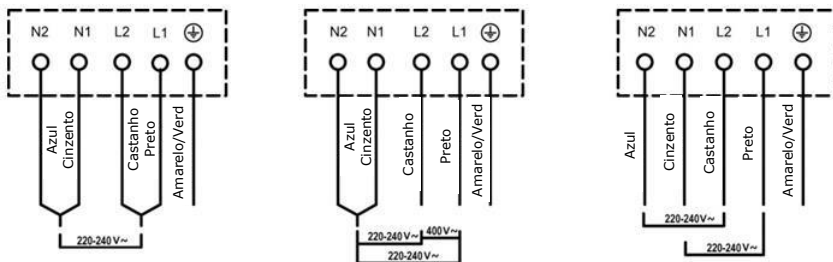 N2 N1 L2 L1
Azul
Cinzento
Castanho
Preto
Amarelo/Verd
220-240V~
N2 N1 L2 L1
Azul
Cinzento
Castanho
Preto
Amarelo/Verd
220-240V~ 400V~
220-240V~
N2 N1 L2 L1
Azul
Cinzento
Castanho
Preto
Amarelo/Verd
220-240V~
220-240V~